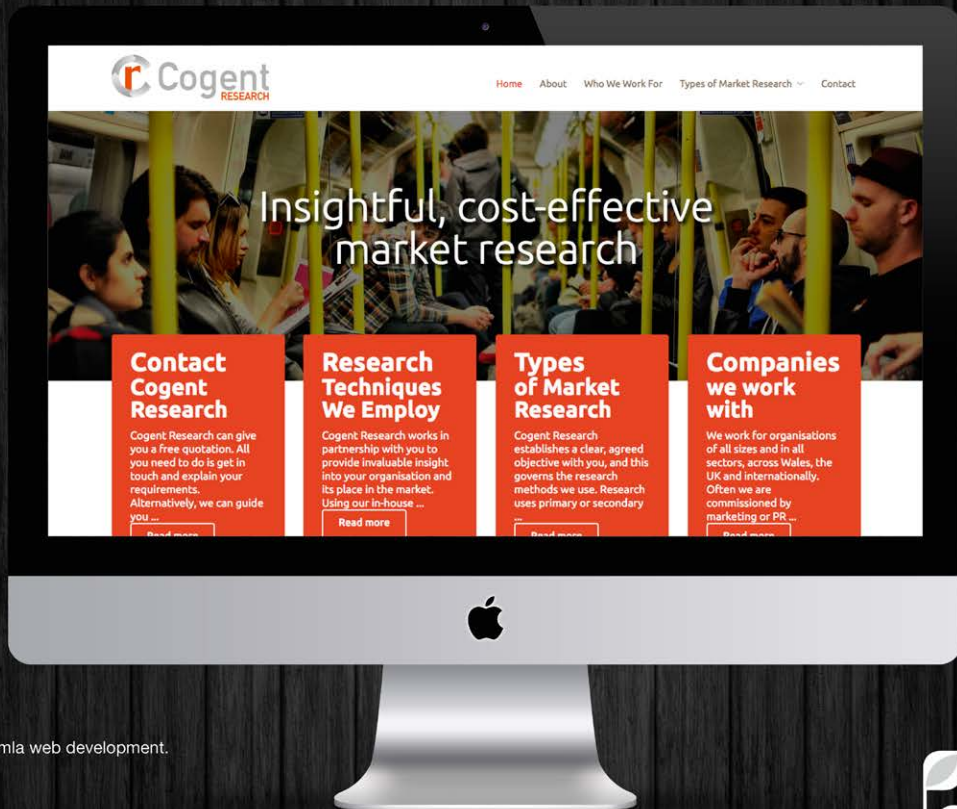 Cogent
RESEARCH
Home About Who We Work For Types of Market Research Contact
Insightful, cost-effective
market research
Contact
Cogent
Research
Cogent Research can give
you a free quotation. All
you need to do is get in
touch and explain your
requirements.
Alternatively, we can guide
you ...
Read more
Research
Techniques
We Employ
Cogent Research works in
partnership with you to
provide invaluable insight
into your organisation and
its place in the market.
Using our in-house ...
Read more
Types
of Market
Research
Cogent Research
establishes a clear, agreed
objective with you, and this
governs the research
methods we use. Research
uses primary or secondary
...
Read more
Companies
we work
with
We work for organisations
of all sizes and in all
sectors, across Wales, the
UK and internationally.
Often we are
commissioned by
marketing or PR ...
Read more
mla web development.